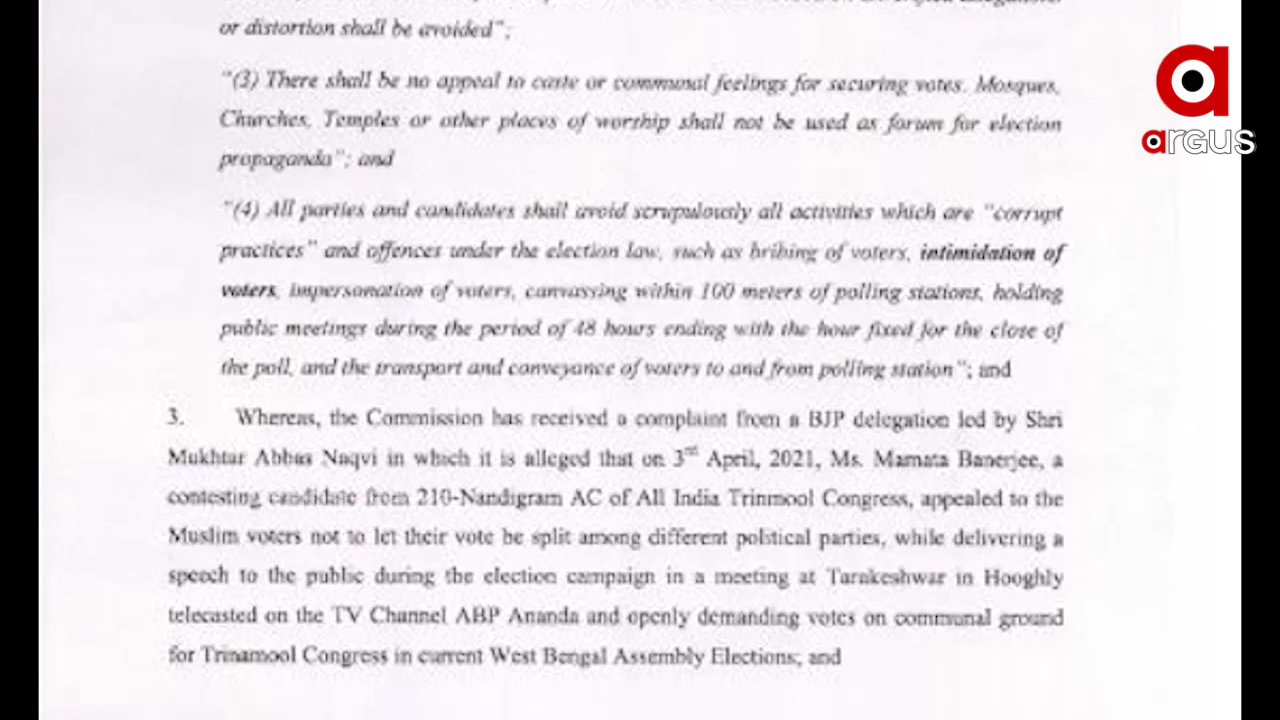 or distortion shall be avoided";
"(3) There shall be no appeal to caste or communal feelings for securing votes. Mosques,
Churches, Temples or other places of worship shall not be used as forum for election
propaganda"; and
"(4) All parties and candidates shall avoid scrupulously all activities which are "corrupt
practices" and offences under the election law, such as bribing of voters, intimidation of
voters, impersonation of voters, canvassing within 100 meters of polling stations, holding
public meetings during the period of 48 hours ending with the hour fixed for the close of
the poll, and the transport and conveyance of voters to and from polling station"; and
3. Whereas, the Commission has received a complaint from a BJP delegation led by Shri
Mukhtar Abbas Naqvi in which it is alleged that on 3rd April, 2021, Ms. Mamata Banerjee, a
contesting candidate from 210-Nandigram AC of All India Trinmool Congress, appealed to the
Muslim voters not to let their vote be split among different political parties, while delivering a
speech to the public during the election campaign in a meeting at Tarakeshwar in Hooghly
telecasted on the TV Channel ABP Ananda and openly demanding votes on communal ground
for Trinamool Congress in current West Bengal Assembly Elections; and
a
argus